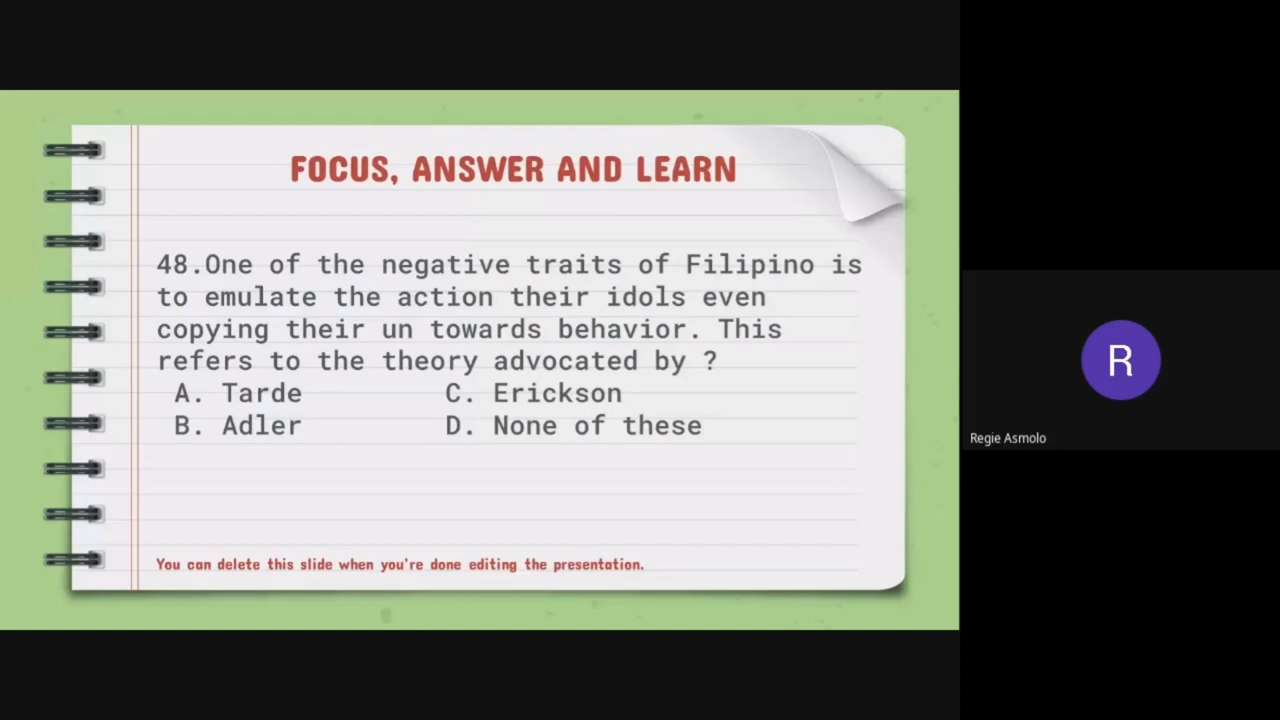 FOCUS, ANSWER AND LEARN
48.One of the negative traits of Filipino is
to emulate the action their idols even
copying their un towards behavior. This
refers to the theory advocated by ?
A. Tarde C. Erickson
B. Adler D. None of these
You can delete this slide when you're done editing the presentation.
R
Regie Asmolo